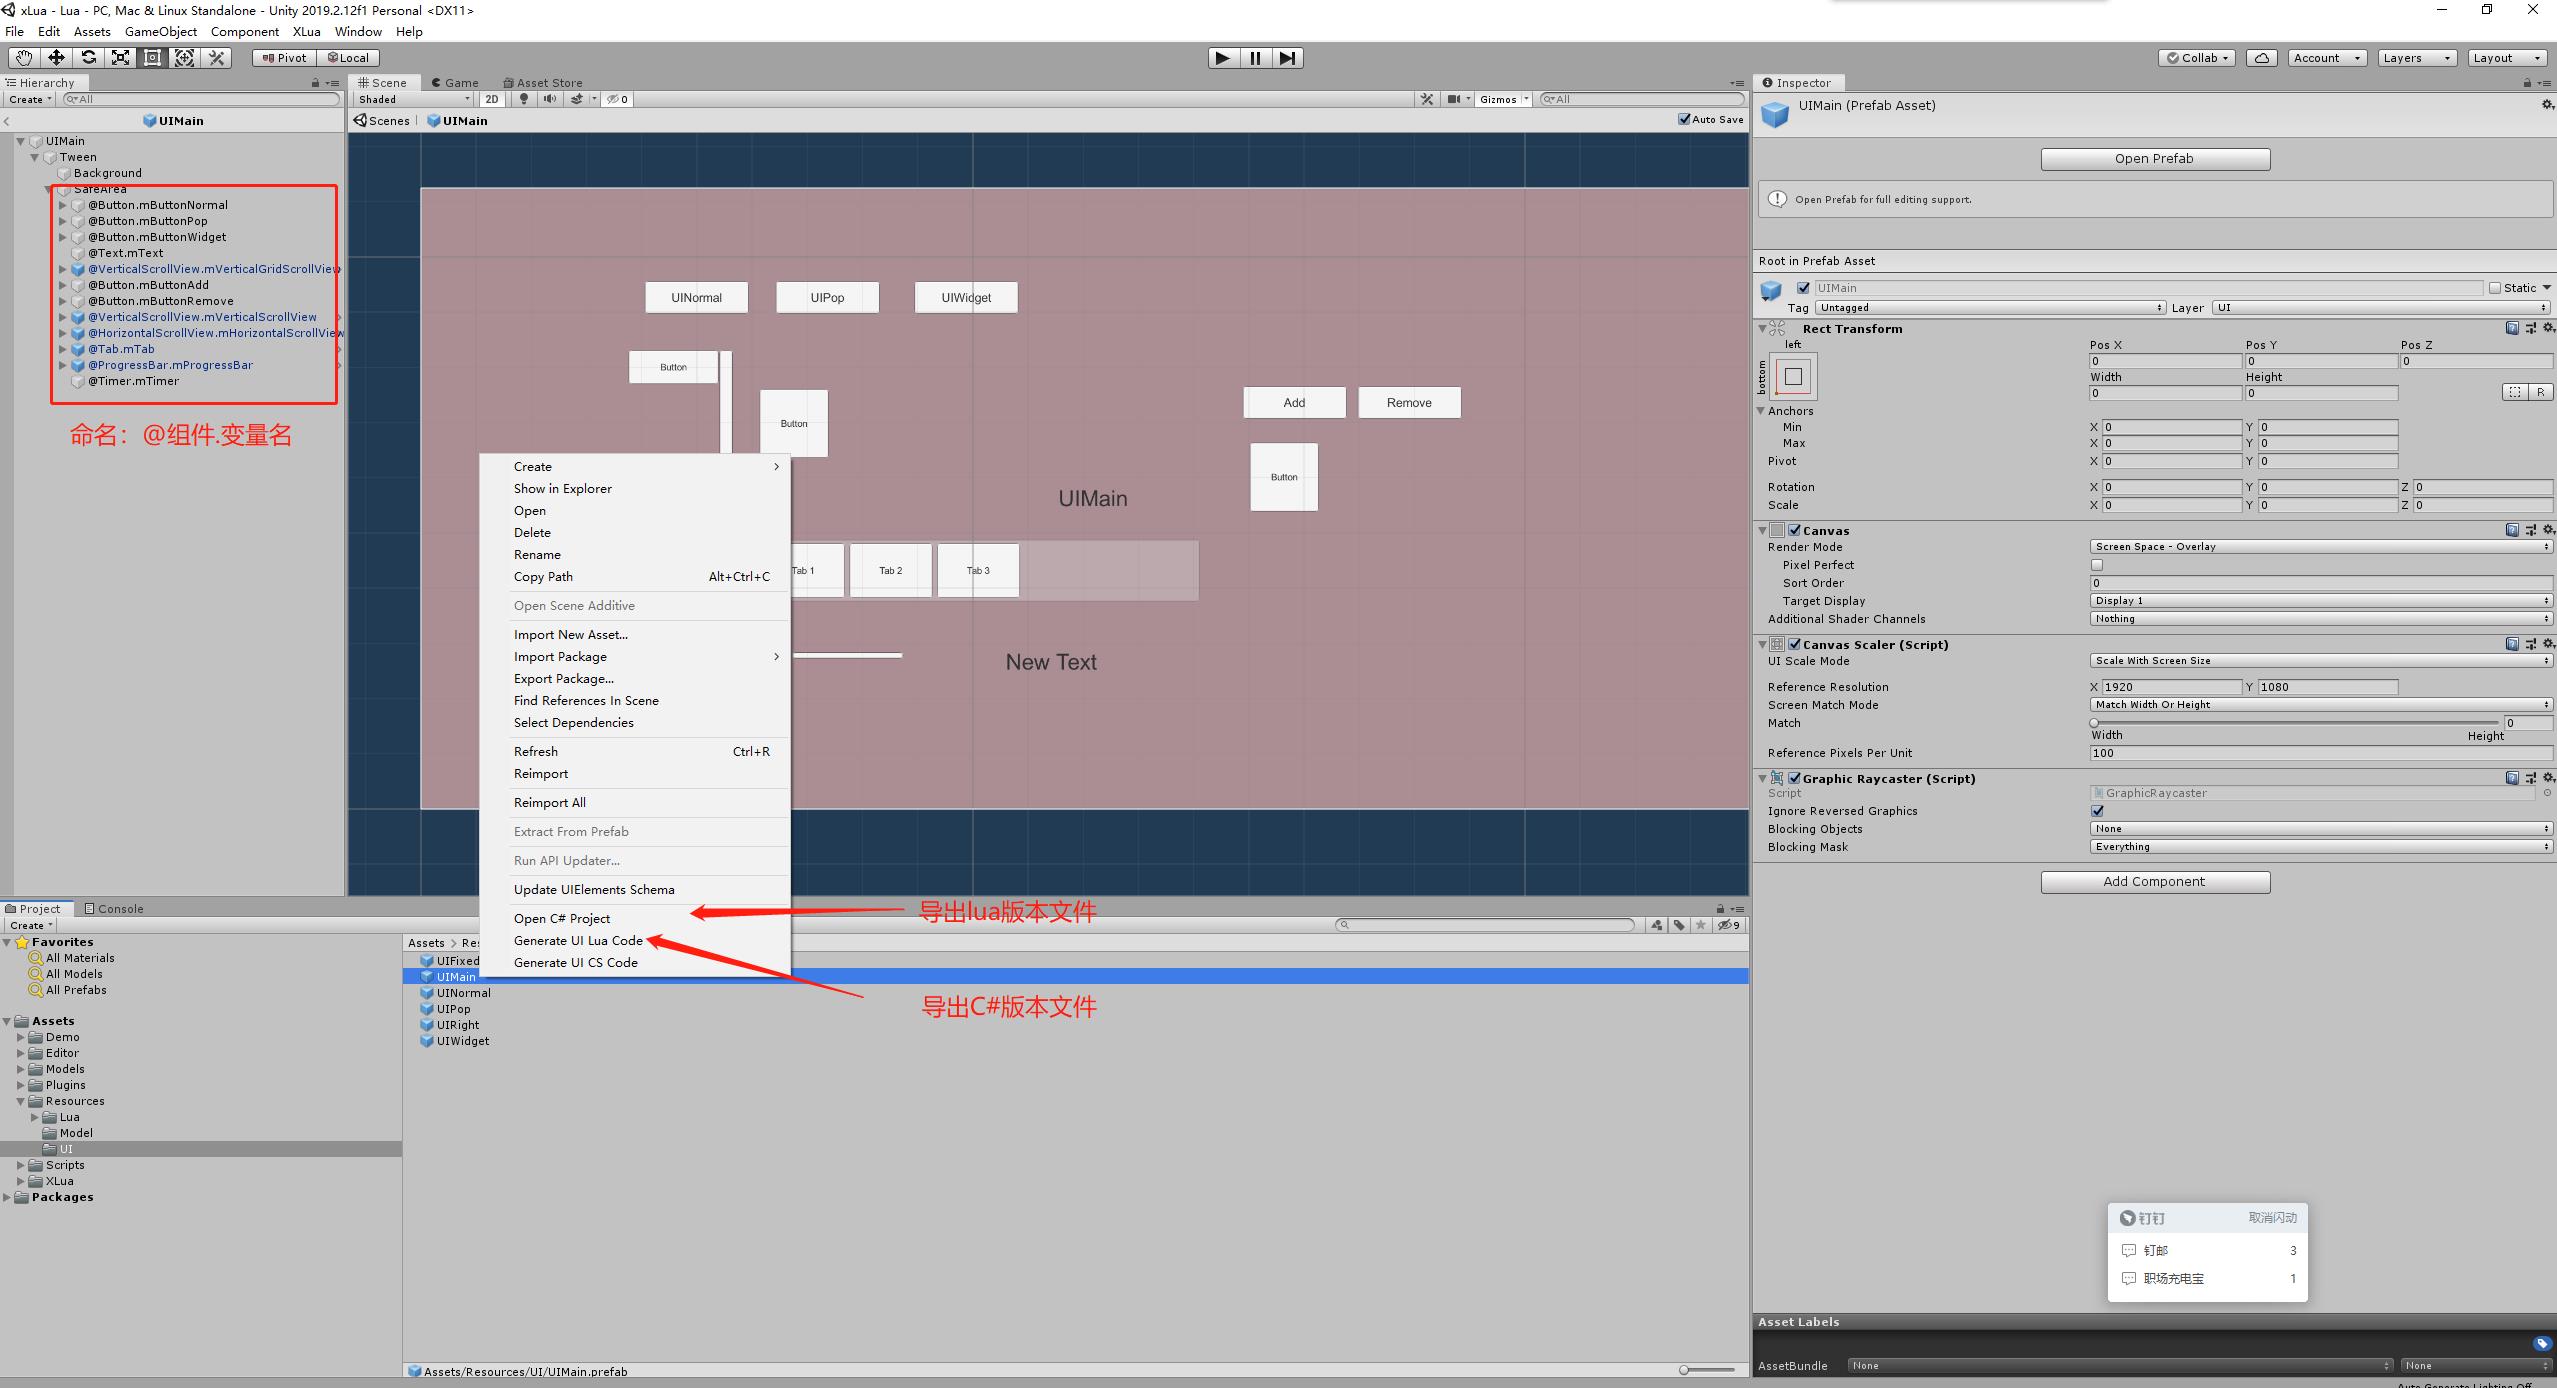 xLua - Lua - PC, Mac & Linux Standalone - Unity 2019.2.12f1 Personal <DX11>
File Edit Assets GameObject Component XLua Window Help
Pivot Local
Collab Account Layers Layout
Hierarchy
Create All
UIMain
UIMain
Tween
Background
SafeArea
@Button.mButtonNormal
@Button.mButtonPop
@Button.mButtonWidget
@Text.mText
@VerticalScrollView.mVerticalGridScrollView
@Button.mButtonAdd
@Button.mButtonRemove
@VerticalScrollView.mVerticalScrollView
@HorizontalScrollView.mHorizontalScrollView
@Tab.mTab
@ProgressBar.mProgressBar
@Timer.mTimer
命名：@组件.变量名
Scene Game Asset Store
Shaded 2D 0 Gizmos All
Scenes UIMain Auto Save
UINormal UIPop UIWidget
Button
Button
Add Remove
Button
UIMain
Tab 1 Tab 2 Tab 3
New Text
Create
Show in Explorer
Open
Delete
Rename
Copy Path Alt+Ctrl+C
Open Scene Additive
Import New Asset...
Import Package
Export Package...
Find References In Scene
Select Dependencies
Refresh Ctrl+R
Reimport
Reimport All
Extract From Prefab
Run API Updater...
Update UIElements Schema
Open C# Project
Generate UI Lua Code
Generate UI CS Code
导出lua版本文件
导出C#版本文件
Project Console
Create 9
Favorites
All Materials
All Models
All Prefabs
Assets
Demo
Editor
Models
Plugins
Resources
Lua
Model
UI
Scripts
XLua
Packages
Assets > Res
UIFixed
UIMain
UINormal
UIPop
UIRight
UIWidget
Assets/Resources/UI/UIMain.prefab
Inspector
UIMain (Prefab Asset)
Open Prefab
Open Prefab for full editing support.
Root in Prefab Asset
UIMain Static
Tag Untagged Layer UI
Rect Transform
left
bottom
Pos X Pos Y Pos Z
0 0 0
Width Height
0 0 R
Anchors
Min X 0 Y 0
Max X 0 Y 0
Pivot X 0 Y 0
Rotation X 0 Y 0 Z 0
Scale X 0 Y 0 Z 0
Canvas
Render Mode Screen Space - Overlay
Pixel Perfect
Sort Order 0
Target Display Display 1
Additional Shader Channels Nothing
Canvas Scaler (Script)
UI Scale Mode Scale With Screen Size
Reference Resolution X 1920 Y 1080
Screen Match Mode Match Width Or Height
Match 0
Width Height
Reference Pixels Per Unit 100
Graphic Raycaster (Script)
Script GraphicRaycaster
Ignore Reversed Graphics
Blocking Objects None
Blocking Mask Everything
Add Component
钉钉 取消闪动
钉邮 3
职场充电宝 1
Asset Labels
AssetBundle None None
Auto Generate Lighting Off